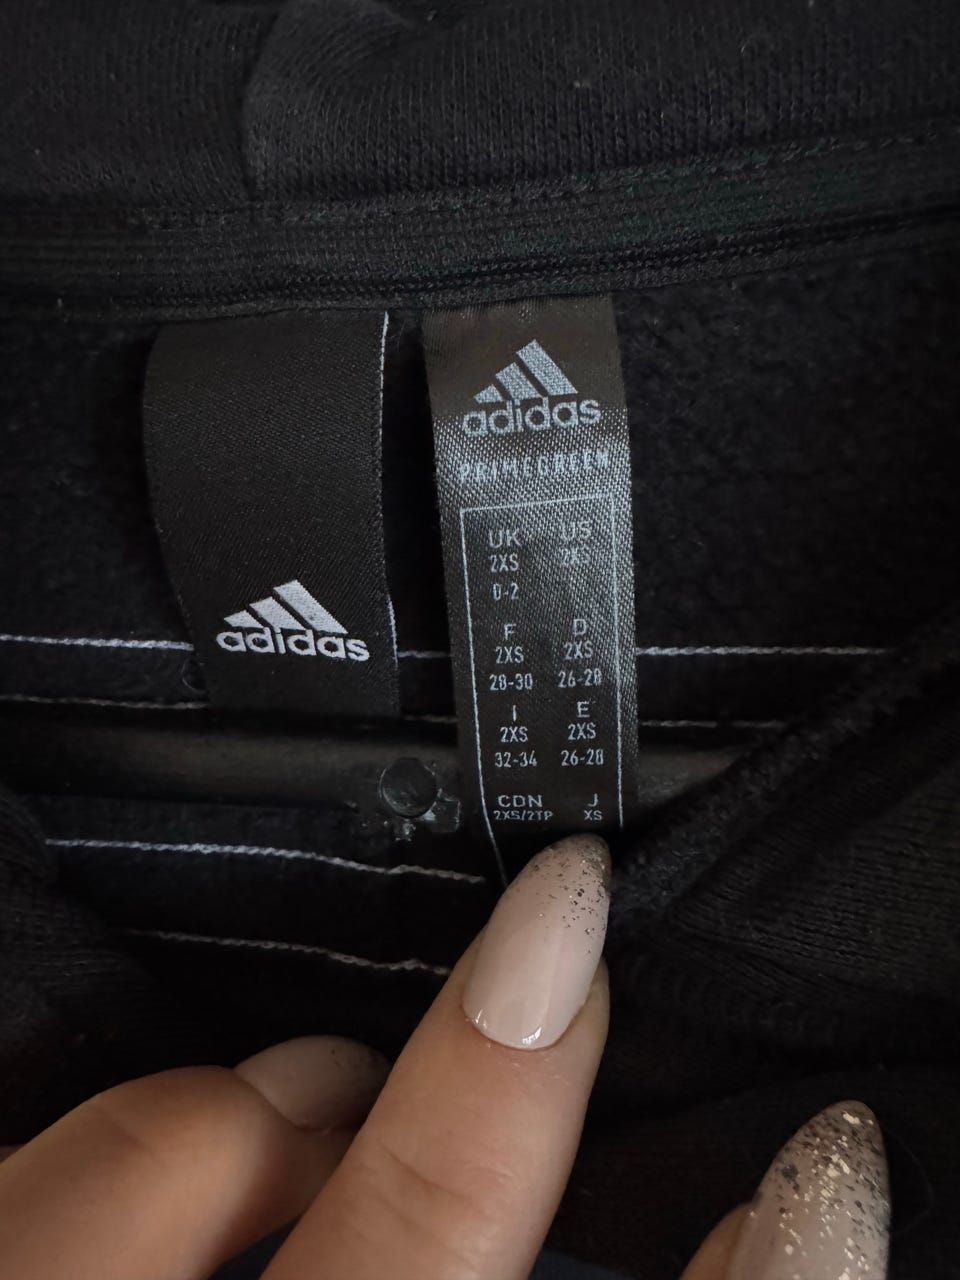 adidas
adidas
PRIMEGREEN
UK US
2XS 2XS
0-2
F D
2XS 2XS
28-30 26-28
I E
2XS 2XS
32-34 26-28
CDN J
2XS/2TP XS